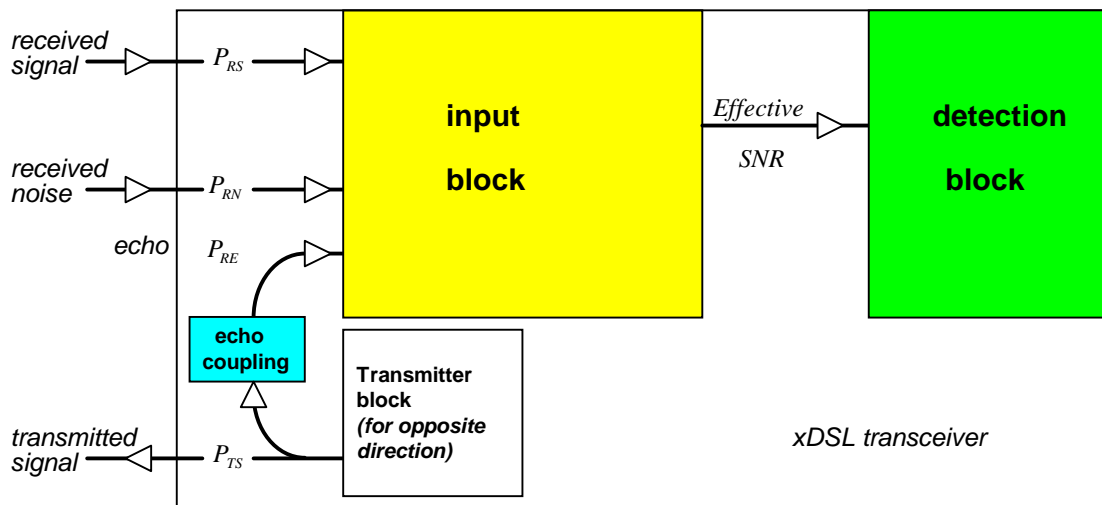 received
signal
P_RS
input
block
Effective
SNR
detection
block
received
noise
P_RN
echo
P_RE
echo
coupling
Transmitter
block
(for opposite
direction)
transmitted
signal
P_TS
xDSL transceiver